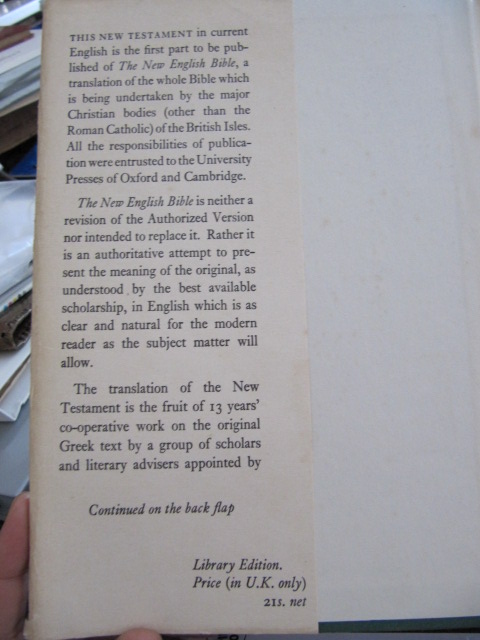 THIS NEW TESTAMENT in current
English is the first part to be pub-
lished of The New English Bible, a
translation of the whole Bible which
is being undertaken by the major
Christian bodies (other than the
Roman Catholic) of the British Isles.
All the responsibilities of publica-
tion were entrusted to the University
Presses of Oxford and Cambridge.
The New English Bible is neither a
revision of the Authorized Version
nor intended to replace it. Rather it
is an authoritative attempt to pre-
sent the meaning of the original, as
understood by the best available
scholarship, in English which is as
clear and natural for the modern
reader as the subject matter will
allow.
The translation of the New
Testament is the fruit of 13 years'
co-operative work on the original
Greek text by a group of scholars
and literary advisers appointed by
Continued on the back flap
Library Edition.
Price (in U.K. only)
21s. net